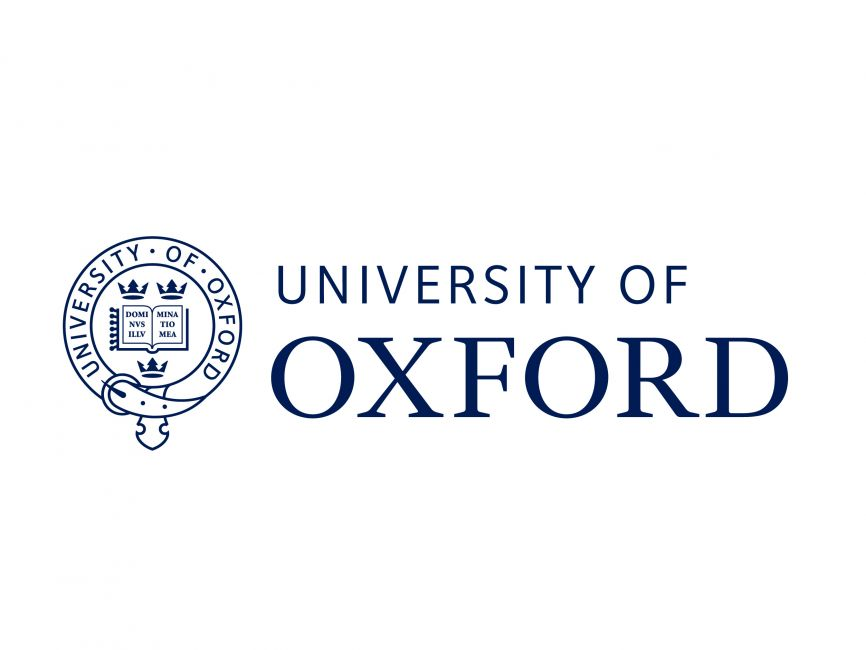 UNIVERSITY · OF · OXFORD
DOMI
NVS
ILLV
MINA
TIO
MEA
UNIVERSITY OF
OXFORD